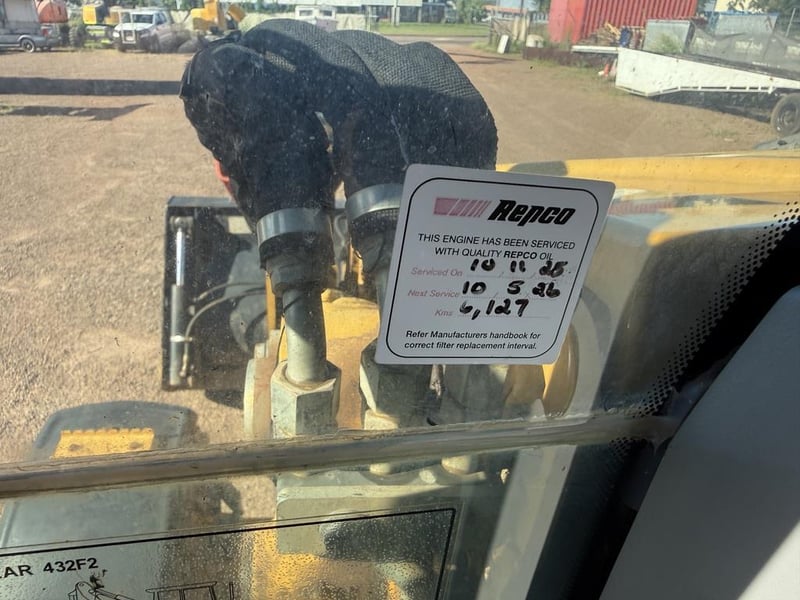 Repco
THIS ENGINE HAS BEEN SERVICED
WITH QUALITY REPCO OIL
Serviced On 10 11 25
Next Service 10 5 26
Kms 6,127
Refer Manufacturers handbook for
correct filter replacement interval.
AR 432F2